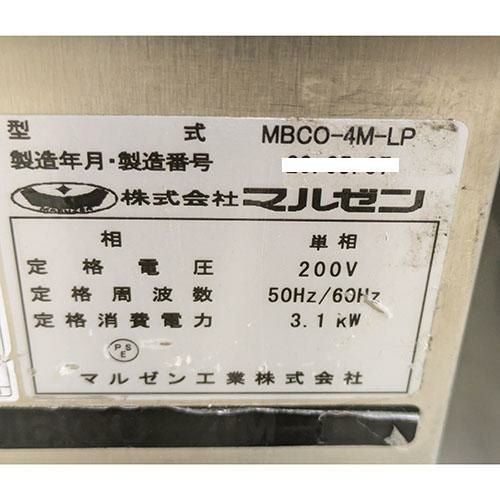 型 式 MBCO-4M-LP
製造年月・製造番号
MARUZEN 株式会社 マルゼン
相 単相
定格電圧 200V
定格周波数 50Hz/60Hz
定格消費電力 3.1kW
PSE
マルゼン工業株式会社